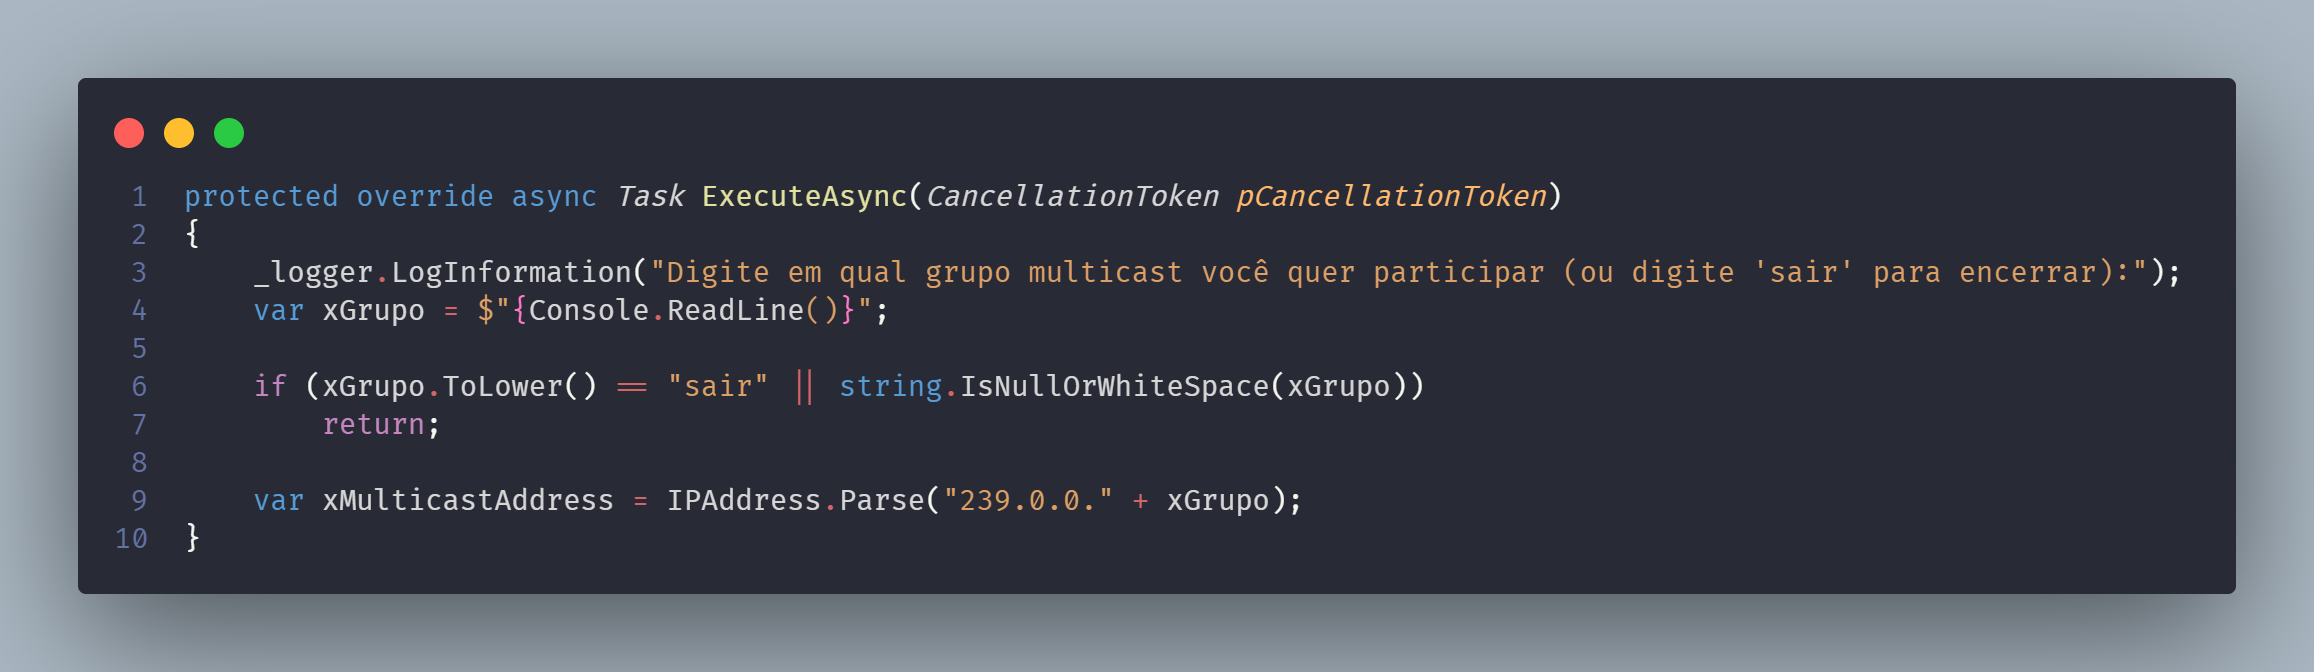 1 protected override async Task ExecuteAsync(CancellationToken pCancellationToken)
2 {
3     _logger.LogInformation("Digite em qual grupo multicast você quer participar (ou digite 'sair' para encerrar):");
4     var xGrupo = $"{Console.ReadLine()}";
5
6     if (xGrupo.ToLower() == "sair" || string.IsNullOrWhiteSpace(xGrupo))
7         return;
8
9     var xMulticastAddress = IPAddress.Parse("239.0.0." + xGrupo);
10 }